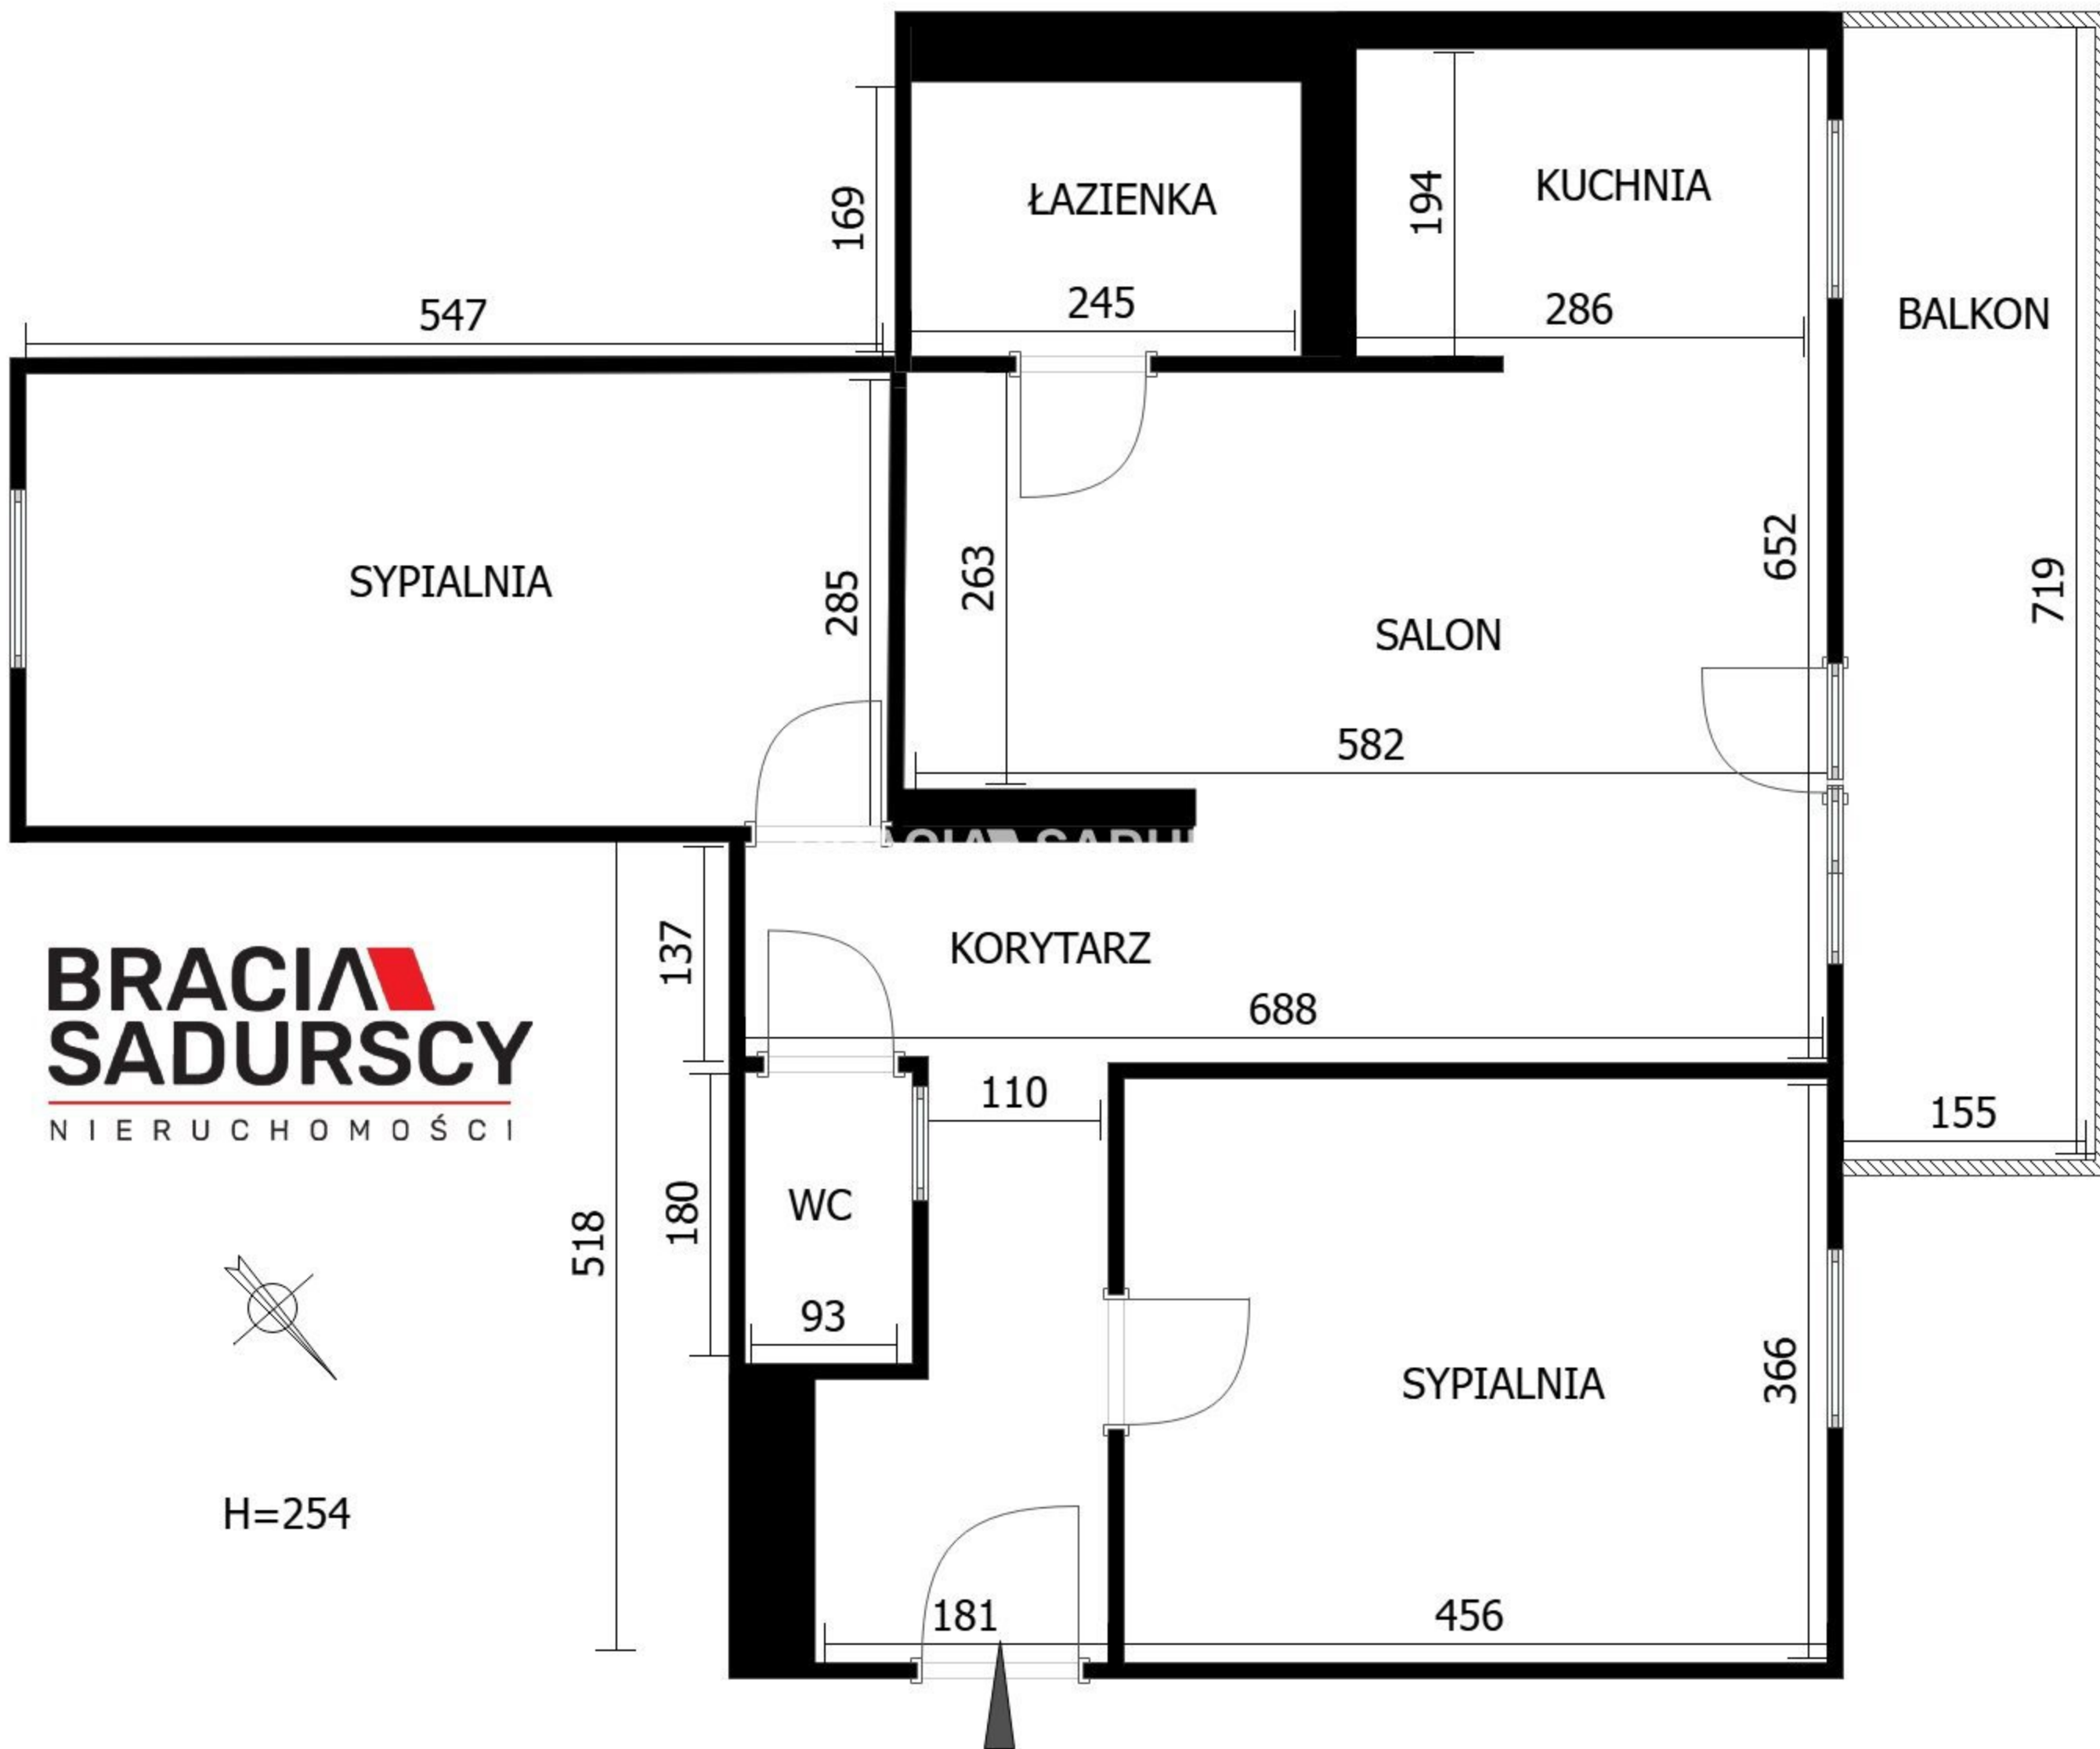 ŁAZIENKA
KUCHNIA
169
194
245
286
BALKON
547
SYPIALNIA
285
263
652
719
SALON
582
137
KORYTARZ
688
BRACIA
SADURSCY
NIERUCHOMOŚCI
110
155
518
180
WC
93
SYPIALNIA
366
H=254
181
456